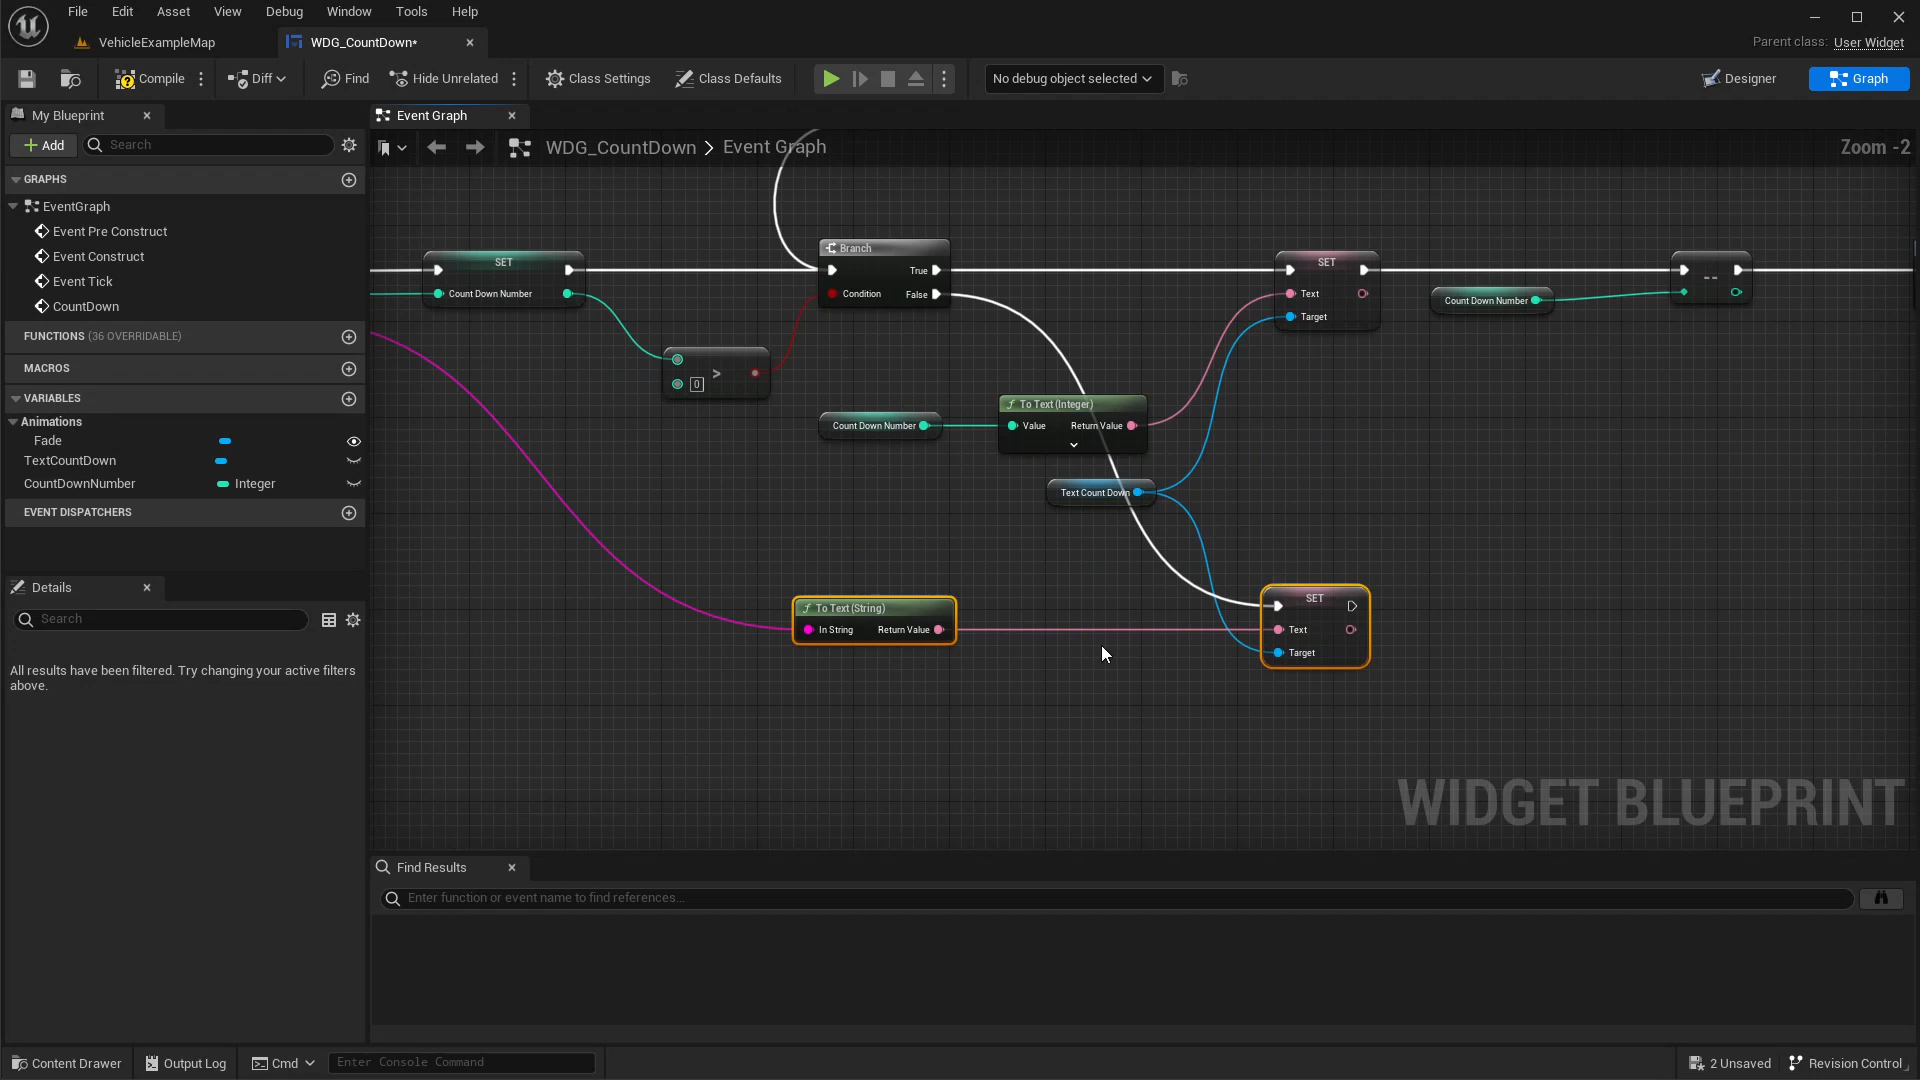 File Edit Asset View Debug Window Tools Help
VehicleExampleMap
WDG_CountDown*
Parent class: User Widget
Compile
Diff
Find
Hide Unrelated
Class Settings
Class Defaults
No debug object selected
Designer
Graph
My Blueprint
Event Graph
Add
Search
WDG_CountDown > Event Graph
Zoom -2
GRAPHS
EventGraph
Event Pre Construct
Event Construct
Event Tick
CountDown
FUNCTIONS (36 OVERRIDABLE)
MACROS
VARIABLES
Animations
Fade
TextCountDown
CountDownNumber Integer
EVENT DISPATCHERS
Details
Search
All results have been filtered. Try changing your active filters
above.
SET
Count Down Number
Branch
True
Condition False
0 >
Count Down Number
f To Text (Integer)
Value Return Value
Text Count Down
SET
Text
Target
Count Down Number
--
f To Text (String)
In String Return Value
SET
Text
Target
WIDGET BLUEPRINT
Find Results
Enter function or event name to find references...
Content Drawer
Output Log
Cmd
Enter Console Command
2 Unsaved
Revision Control